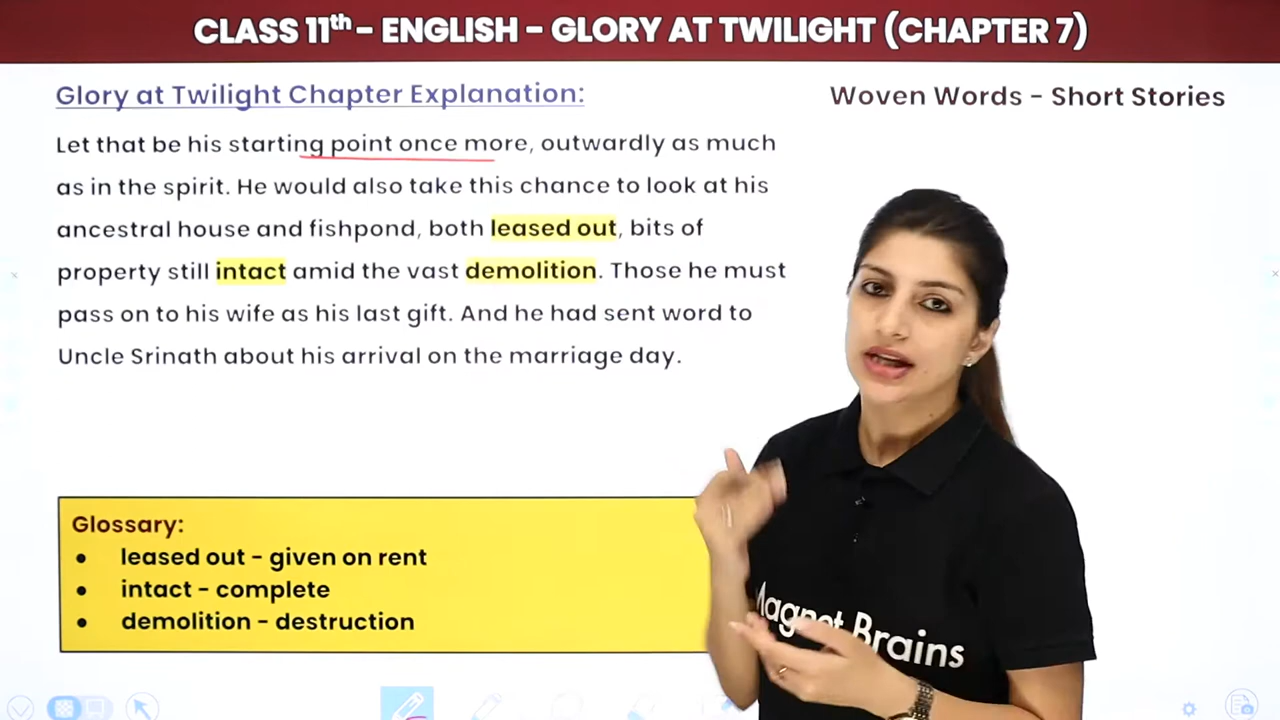 CLASS 11th - ENGLISH - GLORY AT TWILIGHT (CHAPTER 7)
Glory at Twilight Chapter Explanation:
Woven Words - Short Stories
Let that be his starting point once more, outwardly as much
as in the spirit. He would also take this chance to look at his
ancestral house and fishpond, both leased out, bits of
property still intact amid the vast demolition. Those he must
pass on to his wife as his last gift. And he had sent word to
Uncle Srinath about his arrival on the marriage day.
Glossary:
• leased out - given on rent
• intact - complete
• demolition - destruction
Magnet Brains